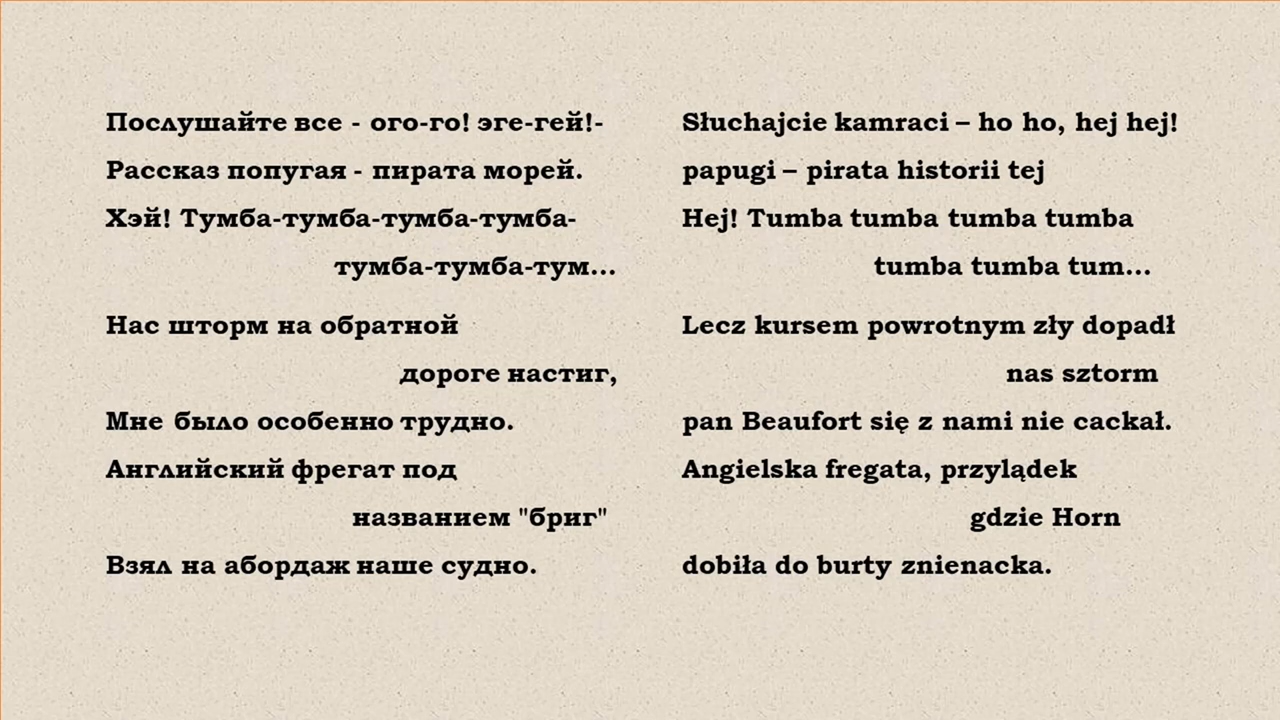 Послушайте все - ого-го! эге-гей!-
Рассказ попугая - пирата морей.
Хэй! Тумба-тумба-тумба-тумба-
тумба-тумба-тум...
Нас шторм на обратной
дороге настиг,
Мне было особенно трудно.
Английский фрегат под
названием "бриг"
Взял на абордаж наше судно.
Słuchajcie kamraci – ho ho, hej hej!
papugi – pirata historii tej
Hej! Tumba tumba tumba tumba
tumba tumba tum...
Lecz kursem powrotnym zły dopadł
nas sztorm
pan Beaufort się z nami nie cackał.
Angielska fregata, przylądek
gdzie Horn
dobiła do burty znienacka.